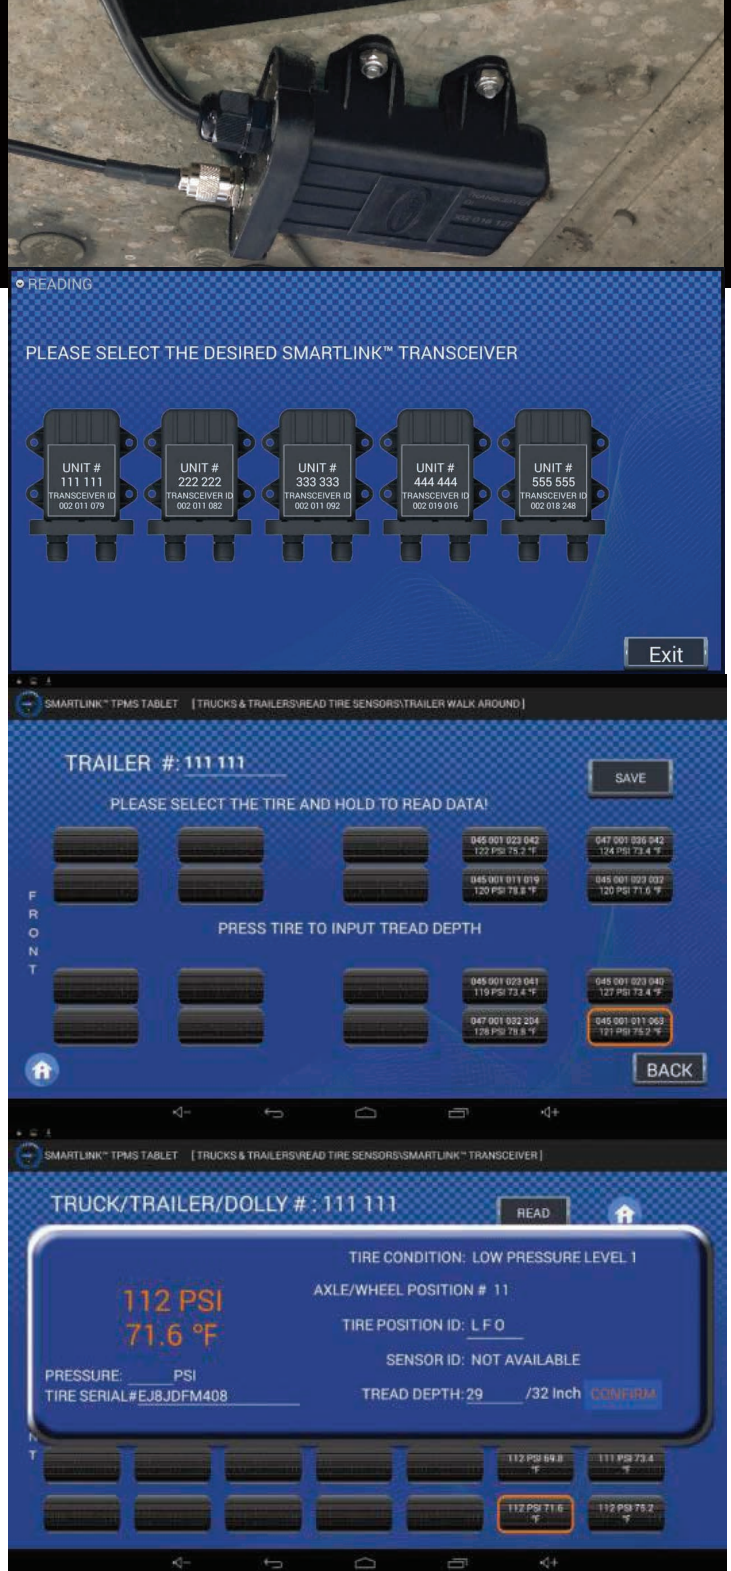 TRANSCEIVER
READING
PLEASE SELECT THE DESIRED SMARTLINK™ TRANSCEIVER
UNIT #
111 111
TRANSCEIVER ID
002 011 079
UNIT #
222 222
TRANSCEIVER ID
002 011 082
UNIT #
333 333
TRANSCEIVER ID
002 011 092
UNIT #
444 444
TRANSCEIVER ID
002 019 016
UNIT #
555 555
TRANSCEIVER ID
002 018 248
Exit
SMARTLINK™ TPMS TABLET [ TRUCKS & TRAILERS\READ TIRE SENSORS\TRAILER WALK AROUND ]
TRAILER #: 111 111
SAVE
PLEASE SELECT THE TIRE AND HOLD TO READ DATA!
045 001 023 042
122 PSI 75.2 °F
047 001 036 042
124 PSI 73.4 °F
045 001 011 019
120 PSI 78.8 °F
045 001 023 032
120 PSI 71.6 °F
FRONT
PRESS TIRE TO INPUT TREAD DEPTH
045 001 023 041
119 PSI 73.4 °F
045 001 023 040
127 PSI 73.4 °F
047 001 032 204
128 PSI 78.8 °F
045 001 011 063
121 PSI 75.2 °F
BACK
SMARTLINK™ TPMS TABLET [ TRUCKS & TRAILERS\READ TIRE SENSORS\SMARTLINK™ TRANSCEIVER ]
TRUCK/TRAILER/DOLLY # : 111 111
READ
TIRE CONDITION: LOW PRESSURE LEVEL 1
112 PSI
71.6 °F
AXLE/WHEEL POSITION # 11
TIRE POSITION ID: L F O
SENSOR ID: NOT AVAILABLE
PRESSURE: PSI
TIRE SERIAL#EJ8JDFM408
TREAD DEPTH: 29 /32 Inch CONFIRM
N
T
112 PSI 69.8
°F
111 PSI 73.4
°F
112 PSI 71.6
°F
112 PSI 75.2
°F